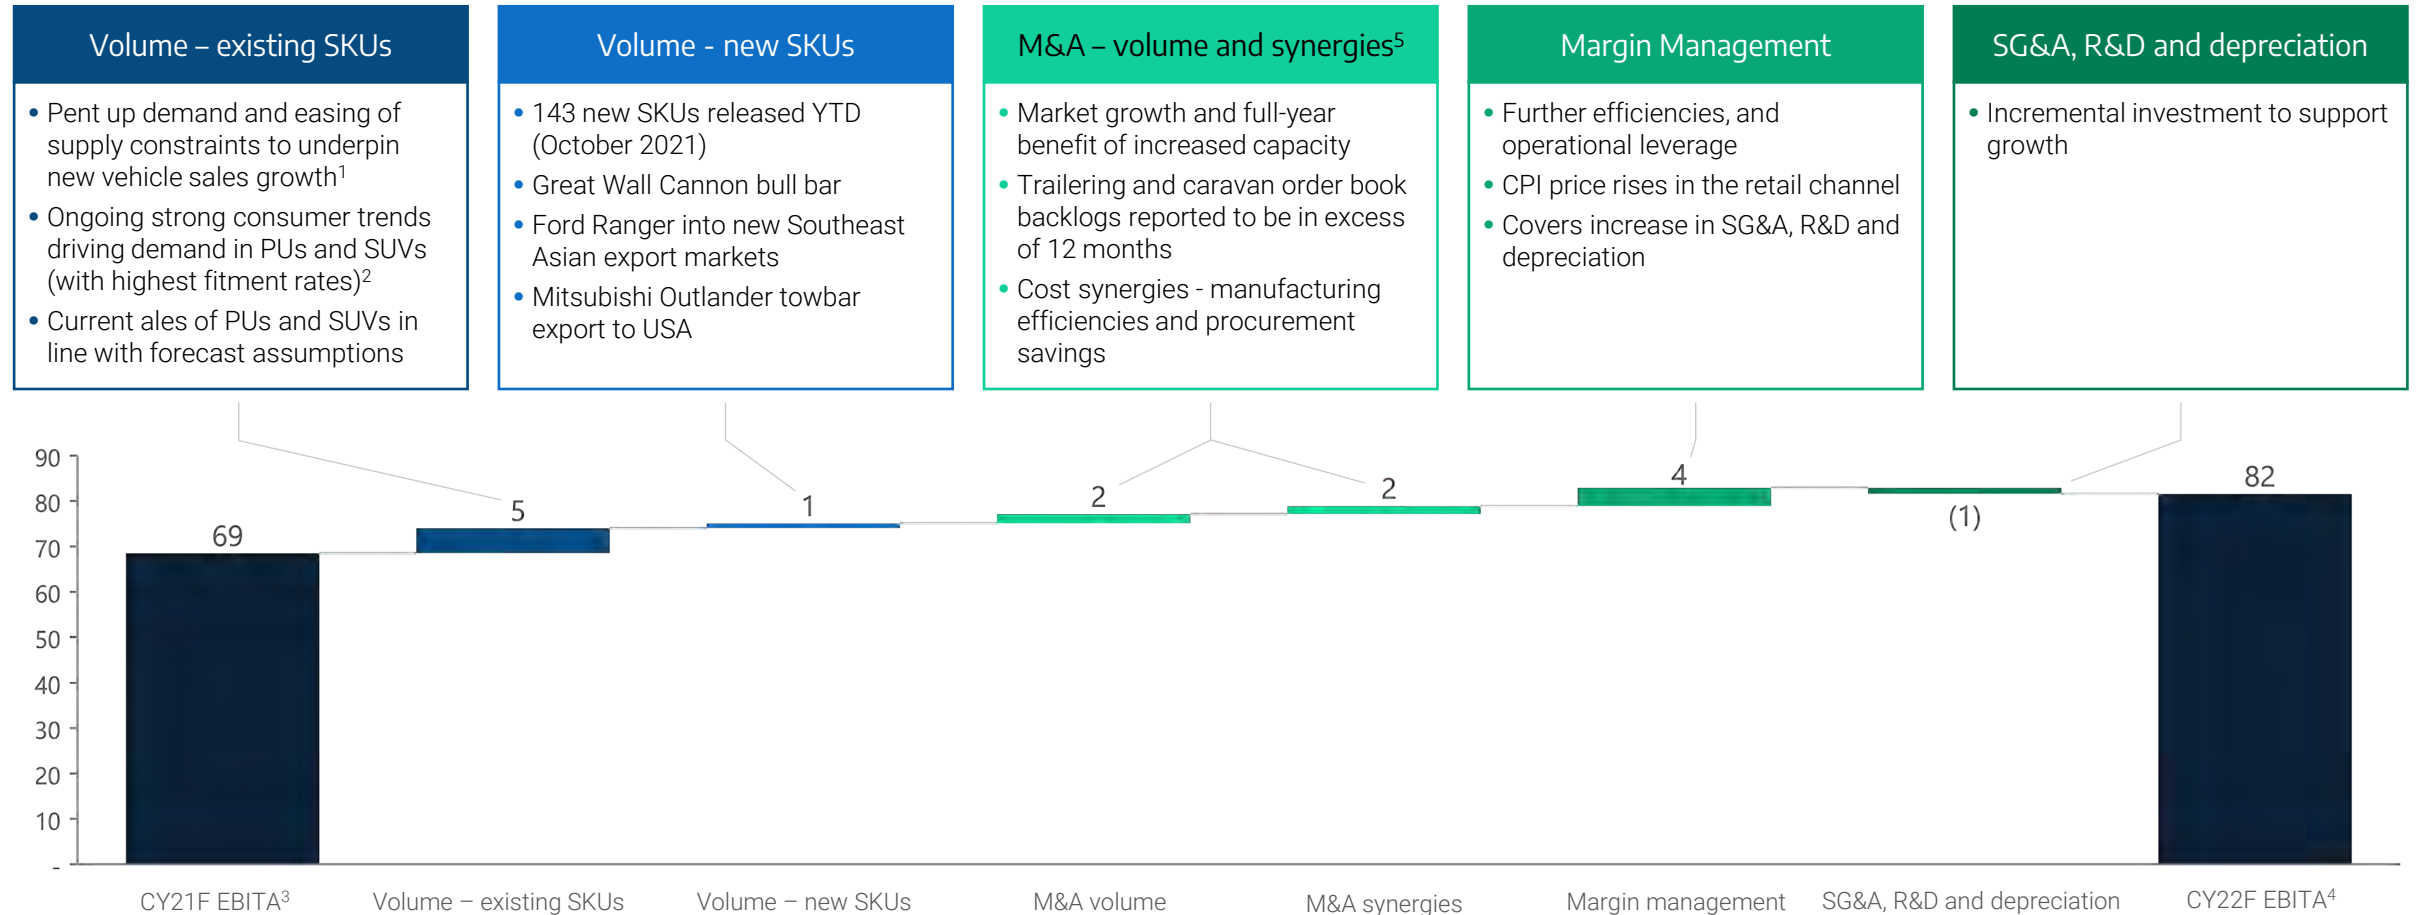 Volume – existing SKUs
• Pent up demand and easing of
supply constraints to underpin
new vehicle sales growth1
• Ongoing strong consumer trends
driving demand in PUs and SUVs
(with highest fitment rates)2
• Current ales of PUs and SUVs in
line with forecast assumptions
Volume - new SKUs
• 143 new SKUs released YTD
(October 2021)
• Great Wall Cannon bull bar
• Ford Ranger into new Southeast
Asian export markets
• Mitsubishi Outlander towbar
export to USA
M&A – volume and synergies5
• Market growth and full-year
benefit of increased capacity
• Trailering and caravan order book
backlogs reported to be in excess
of 12 months
• Cost synergies - manufacturing
efficiencies and procurement
savings
Margin Management
• Further efficiencies, and
operational leverage
• CPI price rises in the retail channel
• Covers increase in SG&A, R&D and
depreciation
SG&A, R&D and depreciation
• Incremental investment to support
growth
90
80
70
60
50
40
30
20
10
-
69
5
1
2
2
4
(1)
82
CY21F EBITA3
Volume – existing SKUs
Volume – new SKUs
M&A volume
M&A synergies
Margin management
SG&A, R&D and depreciation
CY22F EBITA4